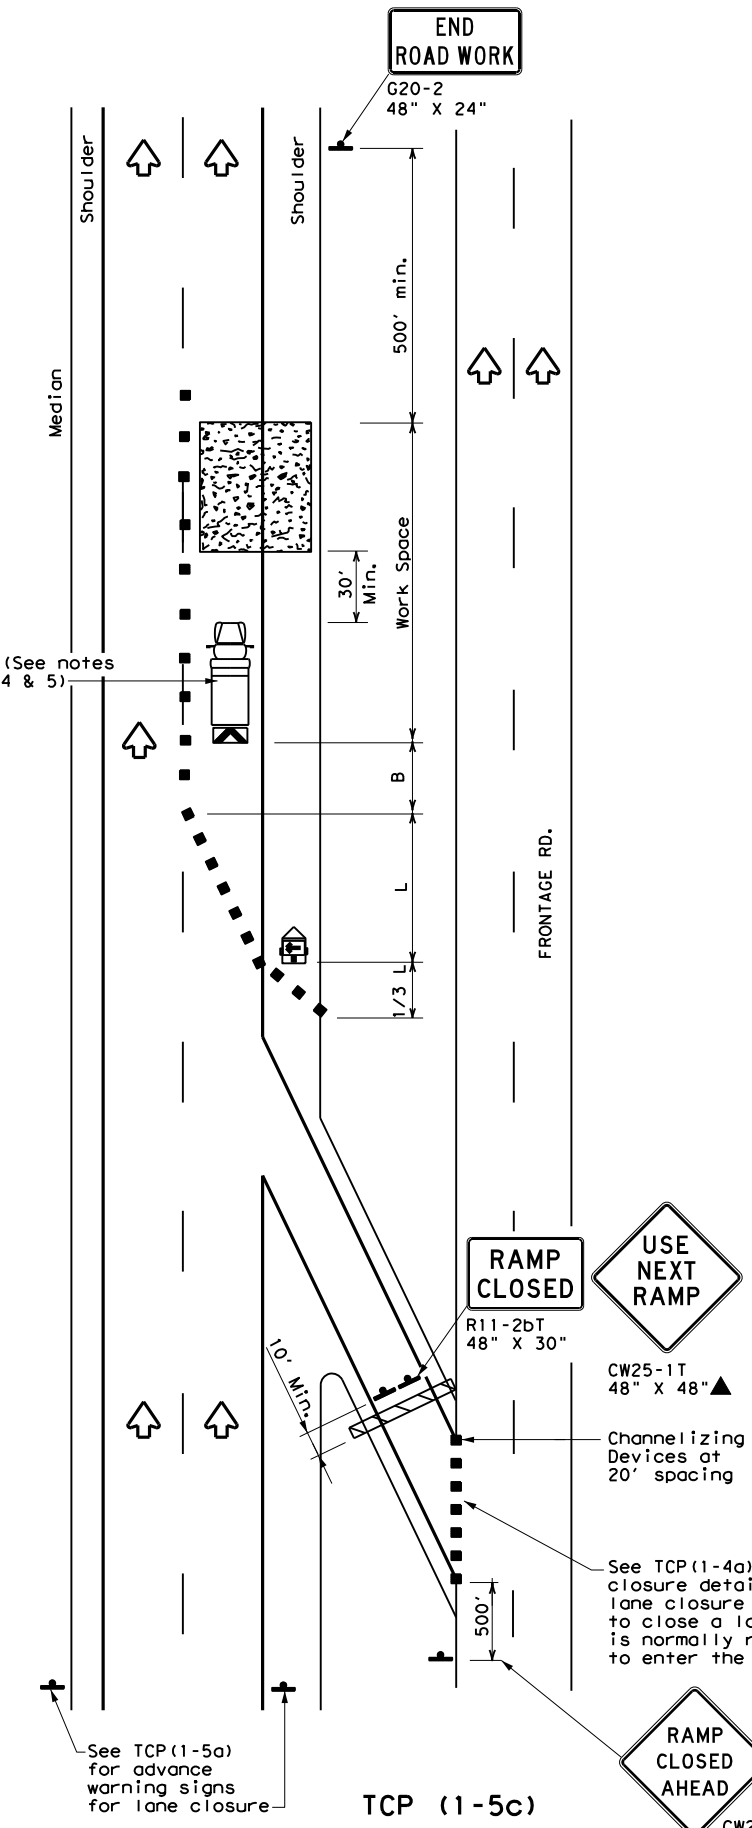 END
ROAD WORK
G20-2
48" X 24"
Shoulder
Shoulder
500' min.
Median
Work Space
30'
Min.
(See notes
4 & 5)
B
L
FRONTAGE RD.
1/3 L
RAMP
CLOSED
R11-2bT
48" X 30"
USE
NEXT
RAMP
CW25-1T
48" X 48"
10' Min.
Channelizing
Devices at
20' spacing
See TCP(1-4a)
closure
lane closure
to close a
is normally
to enter the
500'
See TCP(1-5a)
for advance
warning signs
for lane closure
RAMP
CLOSED
AHEAD
TCP (1-5c)